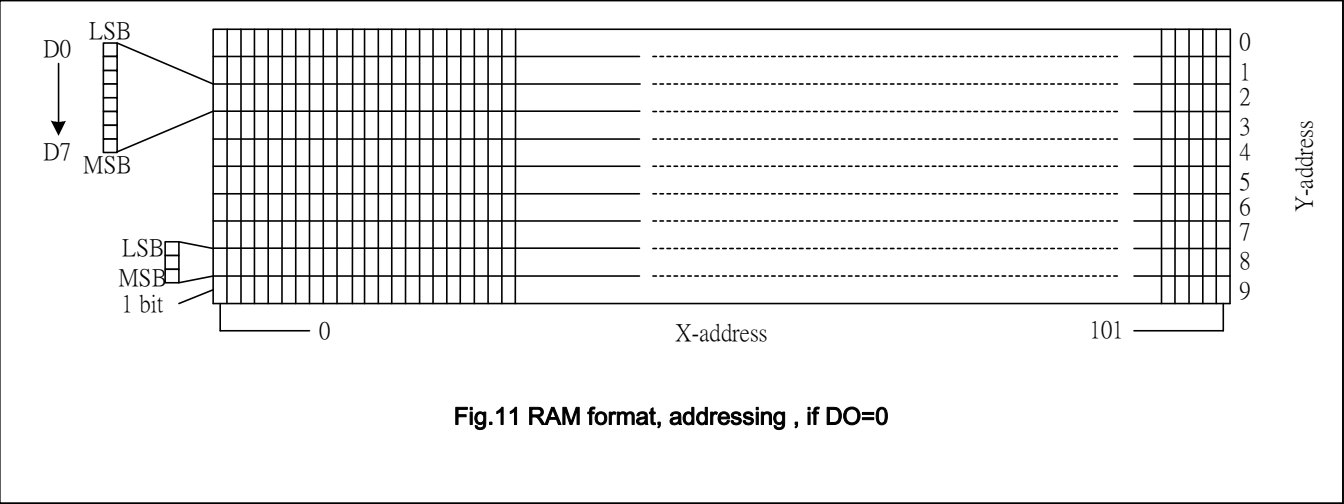 LSB
D0
D7
MSB
LSB
MSB
1 bit
0
1
2
3
4
5
6
7
8
9
Y-address
0
X-address
101
Fig.11 RAM format, addressing , if DO=0